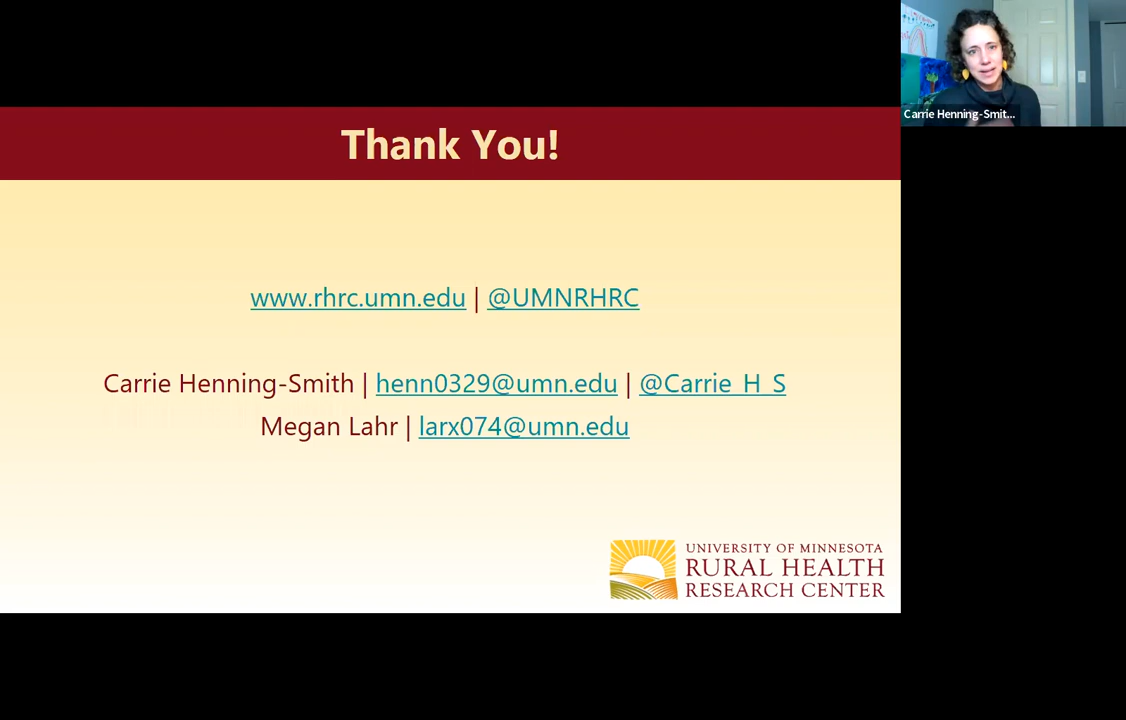 Carrie Henning-Smit...
Thank You!
www.rhrc.umn.edu | @UMNRHRC
Carrie Henning-Smith | henn0329@umn.edu | @Carrie_H_S
Megan Lahr | larx074@umn.edu
UNIVERSITY OF MINNESOTA
RURAL HEALTH
RESEARCH CENTER